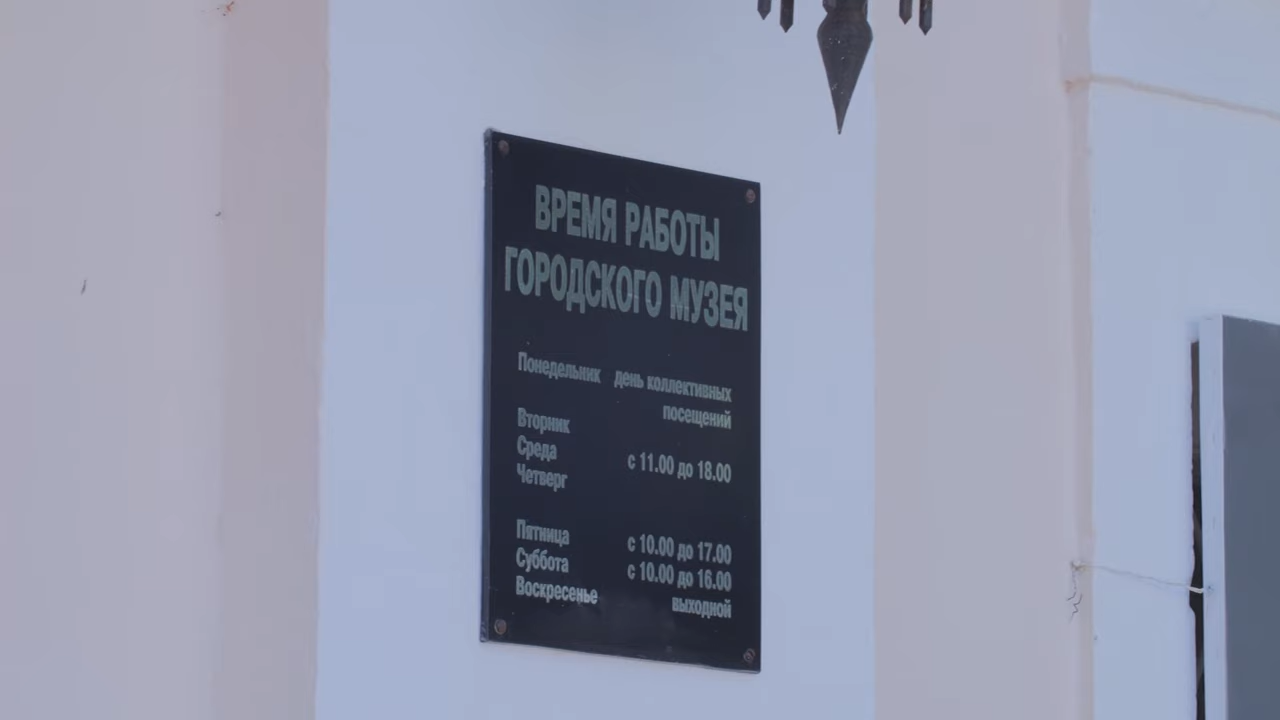 ВРЕМЯ РАБОТЫ
ГОРОДСКОГО МУЗЕЯ
Понедельник день коллективных
посещений
Вторник
Среда с 11.00 до 18.00
Четверг
Пятница с 10.00 до 17.00
Суббота с 10.00 до 16.00
Воскресенье выходной